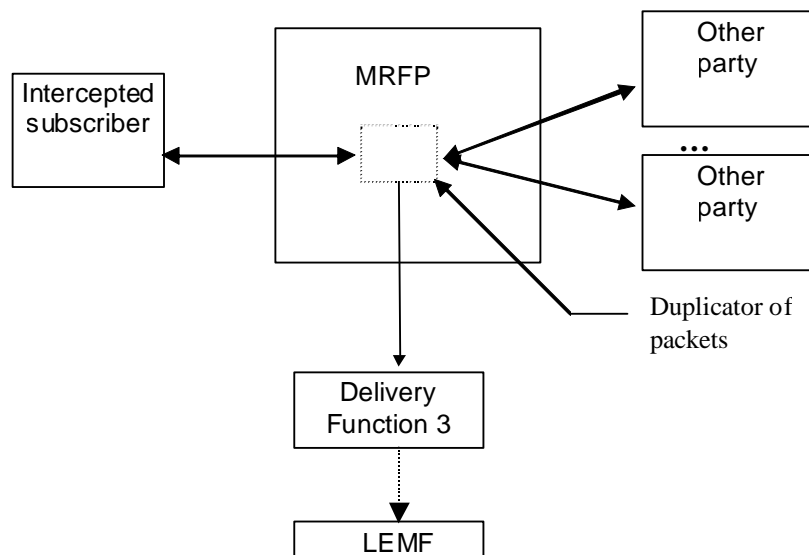 Other
party
MRFP
Intercepted
subscriber
...
Other
party
Duplicator of
packets
Delivery
Function 3
LEMF